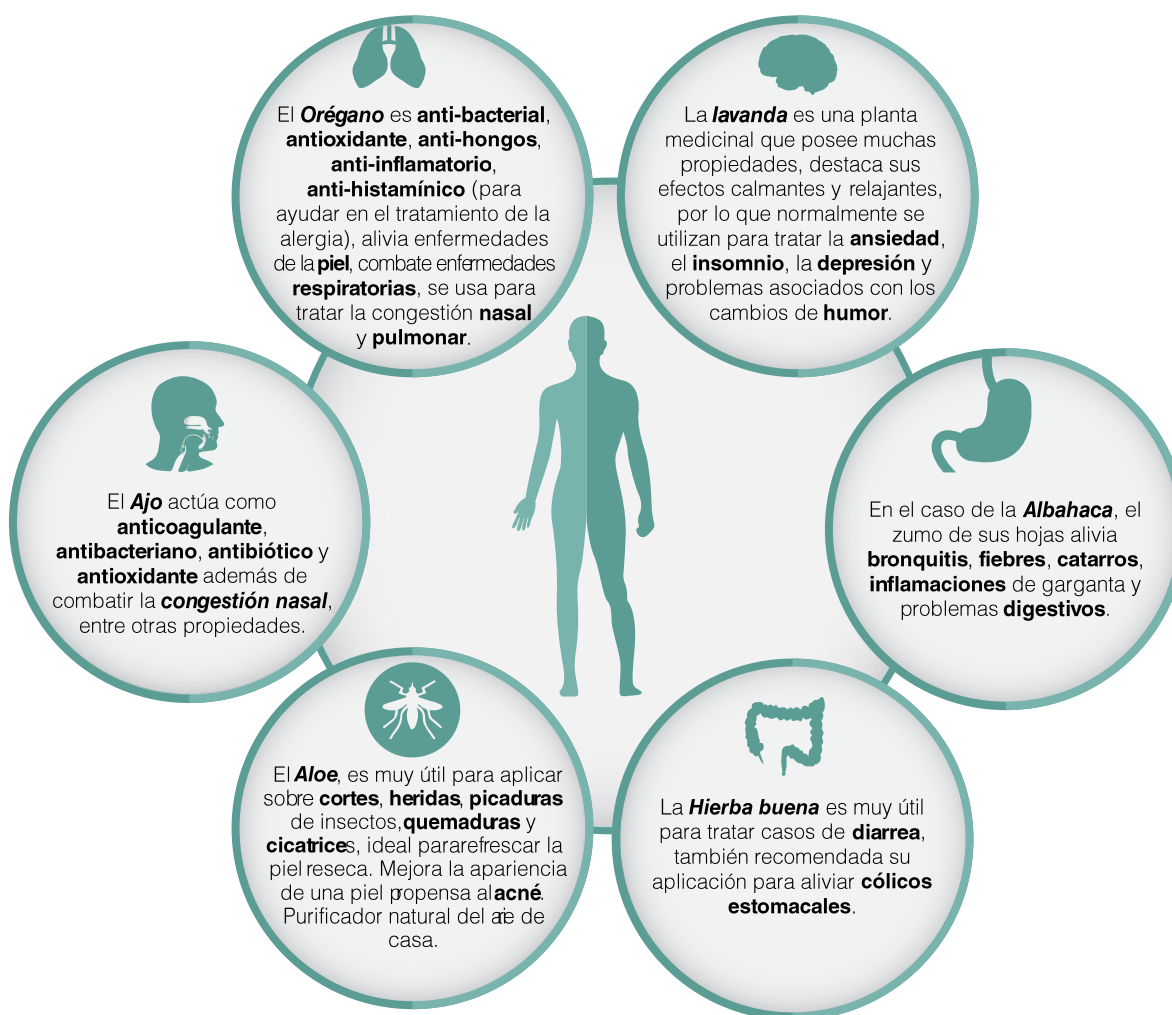 El Orégano es anti-bacterial,
antioxidante, anti-hongos,
anti-inflamatorio,
anti-histamínico (para
ayudar en el tratamiento de la
alergia), alivia enfermedades
de la piel, combate enfermedades
respiratorias, se usa para
tratar la congestión nasal
y pulmonar.
La lavanda es una planta
medicinal que posee muchas
propiedades, destaca sus
efectos calmantes y relajantes,
por lo que normalmente se
utilizan para tratar la ansiedad,
el insomnio, la depresión y
problemas asociados con los
cambios de humor.
El Ajo actúa como
anticoagulante,
antibacteriano, antibiótico y
antioxidante además de
combatir la congestión nasal,
entre otras propiedades.
En el caso de la Albahaca, el
zumo de sus hojas alivia
bronquitis, fiebres, catarros,
inflamaciones de garganta y
problemas digestivos.
El Aloe, es muy útil para aplicar
sobre cortes, heridas, picaduras
de insectos, quemaduras y
cicatrices, ideal pararefrescar la
piel reseca. Mejora la apariencia
de una piel propensa al acné.
Purificador natural del aire de
casa.
La Hierba buena es muy útil
para tratar casos de diarrea,
también recomendada su
aplicación para aliviar cólicos
estomacales.